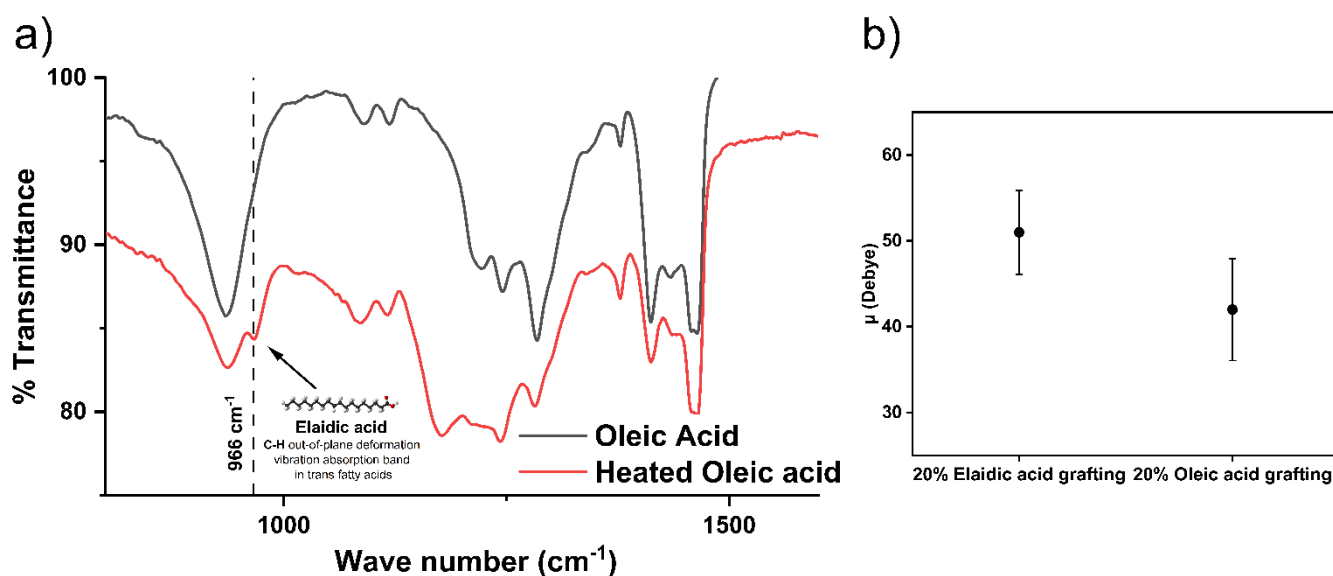 a)
100
90
80
% Transmittance
966 cm⁻¹
Elaidic acid
C-H out-of-plane deformation
vibration absorption band
in trans fatty acids
Oleic Acid
Heated Oleic acid
1000
1500
Wave number (cm⁻¹)
b)
60
50
40
30
µ (Debye)
20% Elaidic acid grafting
20% Oleic acid grafting